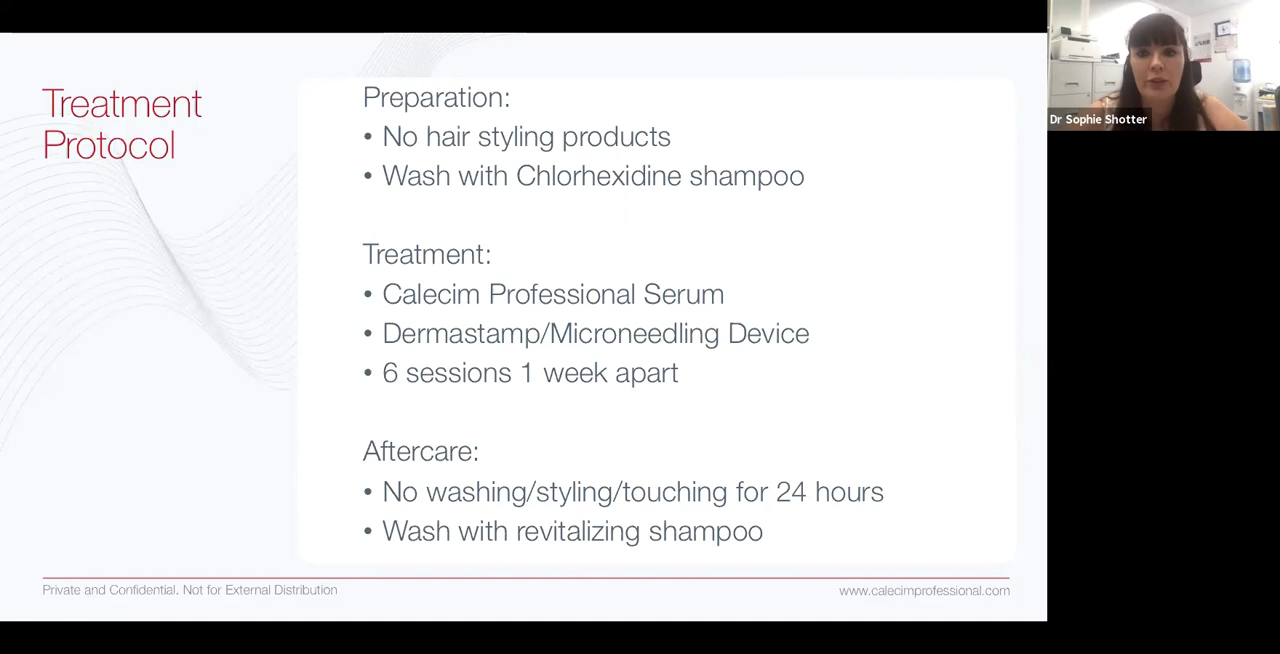 Treatment
Protocol
Preparation:
• No hair styling products
• Wash with Chlorhexidine shampoo
Treatment:
• Calecim Professional Serum
• Dermastamp/Microneedling Device
• 6 sessions 1 week apart
Aftercare:
• No washing/styling/touching for 24 hours
• Wash with revitalizing shampoo
Private and Confidential. Not for External Distribution
www.calecimprofessional.com
Dr Sophie Shotter